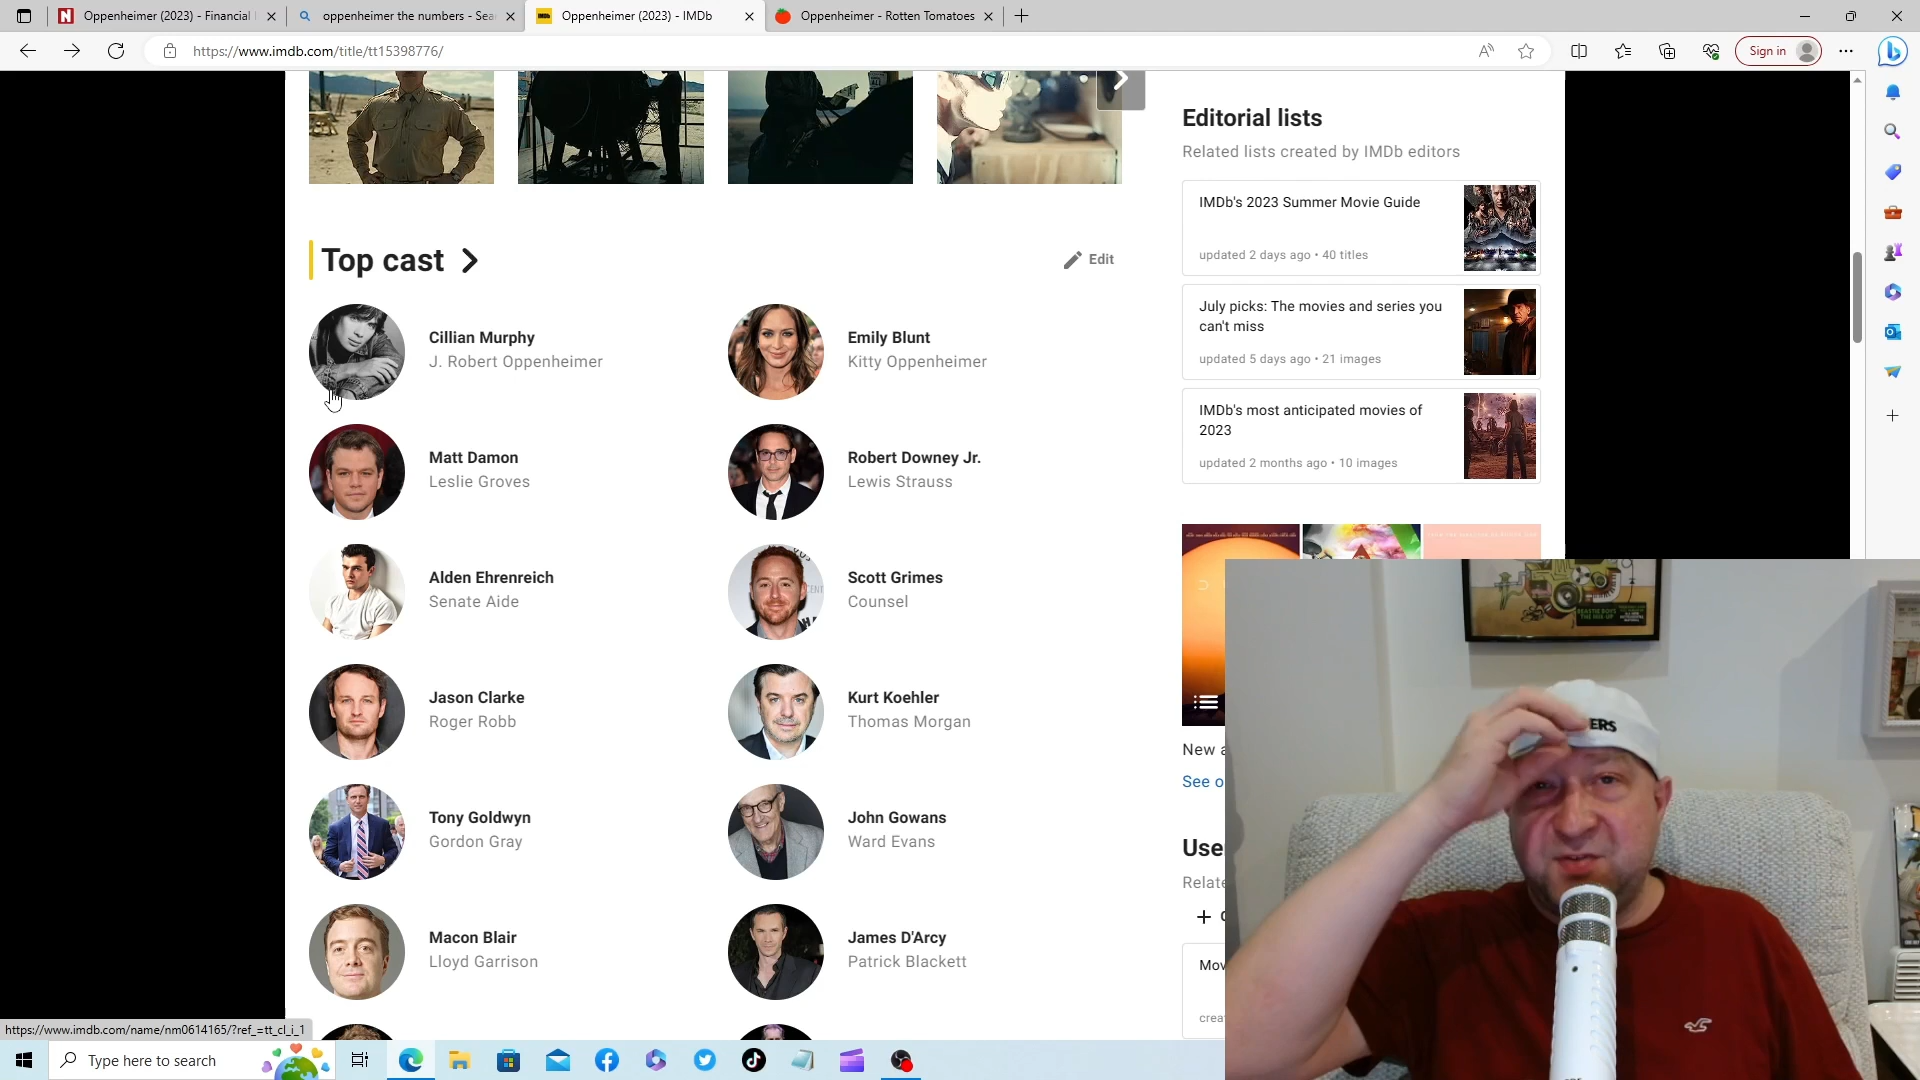 Oppenheimer (2023) - Financial
oppenheimer the numbers - Sea
Oppenheimer (2023) - IMDb
Oppenheimer - Rotten Tomatoes
https://www.imdb.com/title/tt15398776/
Sign in
Editorial lists
Related lists created by IMDb editors
IMDb's 2023 Summer Movie Guide
updated 2 days ago • 40 titles
July picks: The movies and series you
can't miss
updated 5 days ago • 21 images
IMDb's most anticipated movies of
2023
updated 2 months ago • 10 images
Top cast
Edit
Cillian Murphy
J. Robert Oppenheimer
Emily Blunt
Kitty Oppenheimer
Matt Damon
Leslie Groves
Robert Downey Jr.
Lewis Strauss
Alden Ehrenreich
Senate Aide
Scott Grimes
Counsel
Jason Clarke
Roger Robb
Kurt Koehler
Thomas Morgan
Tony Goldwyn
Gordon Gray
John Gowans
Ward Evans
Macon Blair
Lloyd Garrison
James D'Arcy
Patrick Blackett
New a
See o
Use
Relate
Mov
crea
ERS
https://www.imdb.com/name/nm0614165/?ref_=tt_cl_i_1
Type here to search